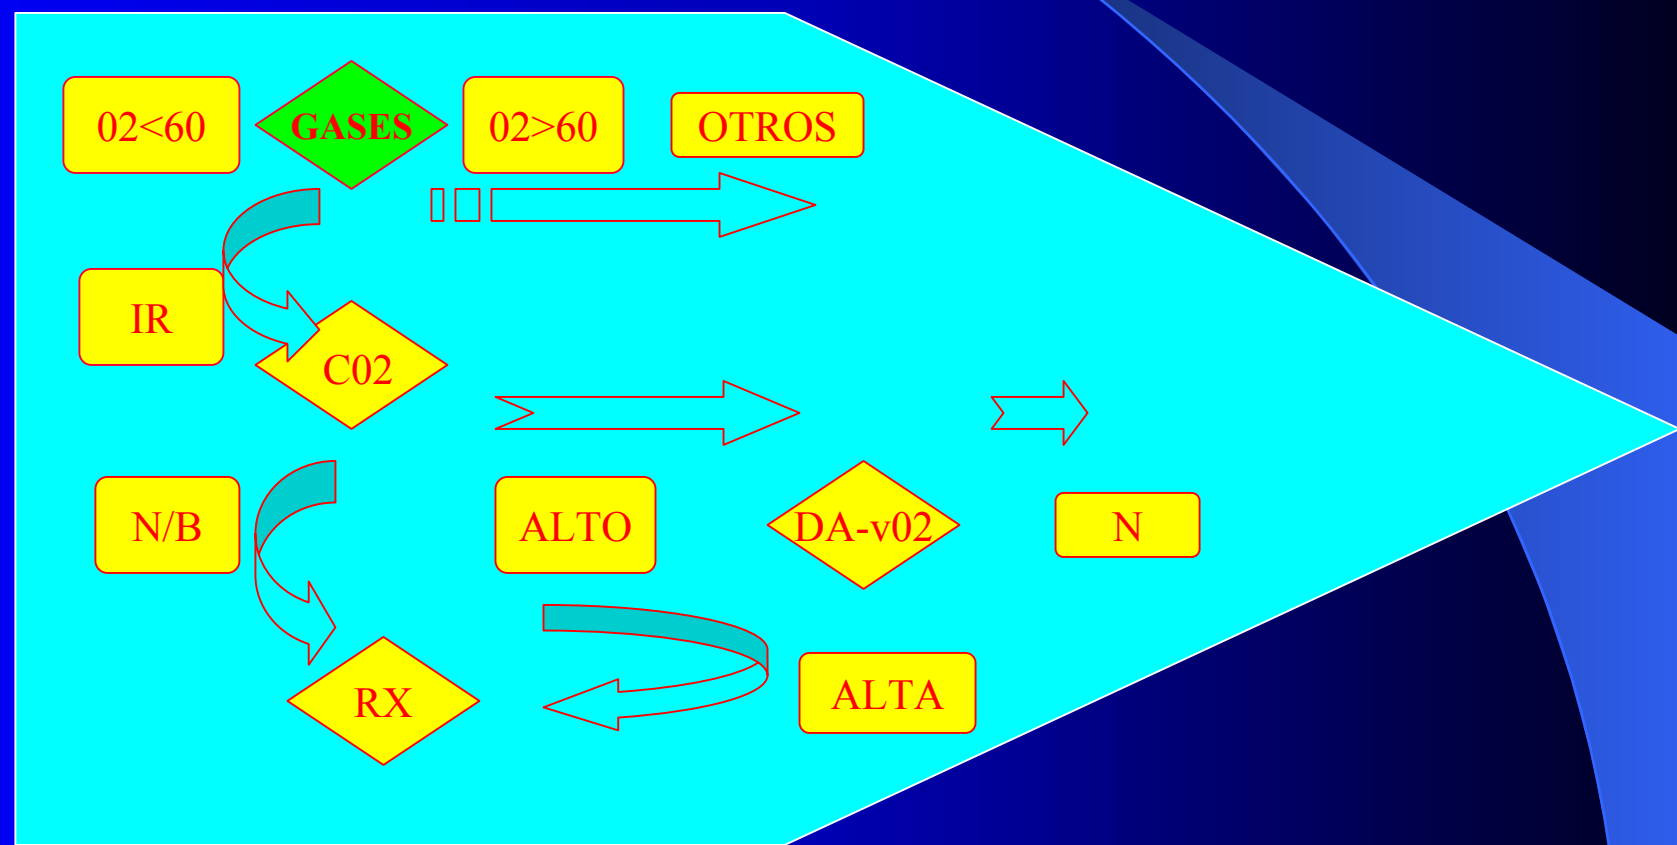 02<60
GASES
02>60
OTROS
IR
C02
N/B
ALTO
DA-v02
N
RX
ALTA